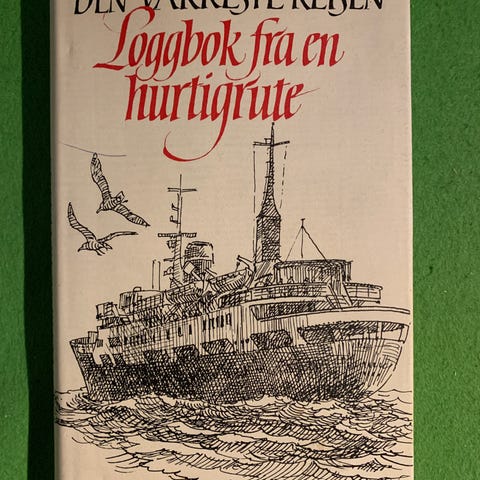 DEN VAKRESTE REISEN
Loggbok fra en
hurtigrute